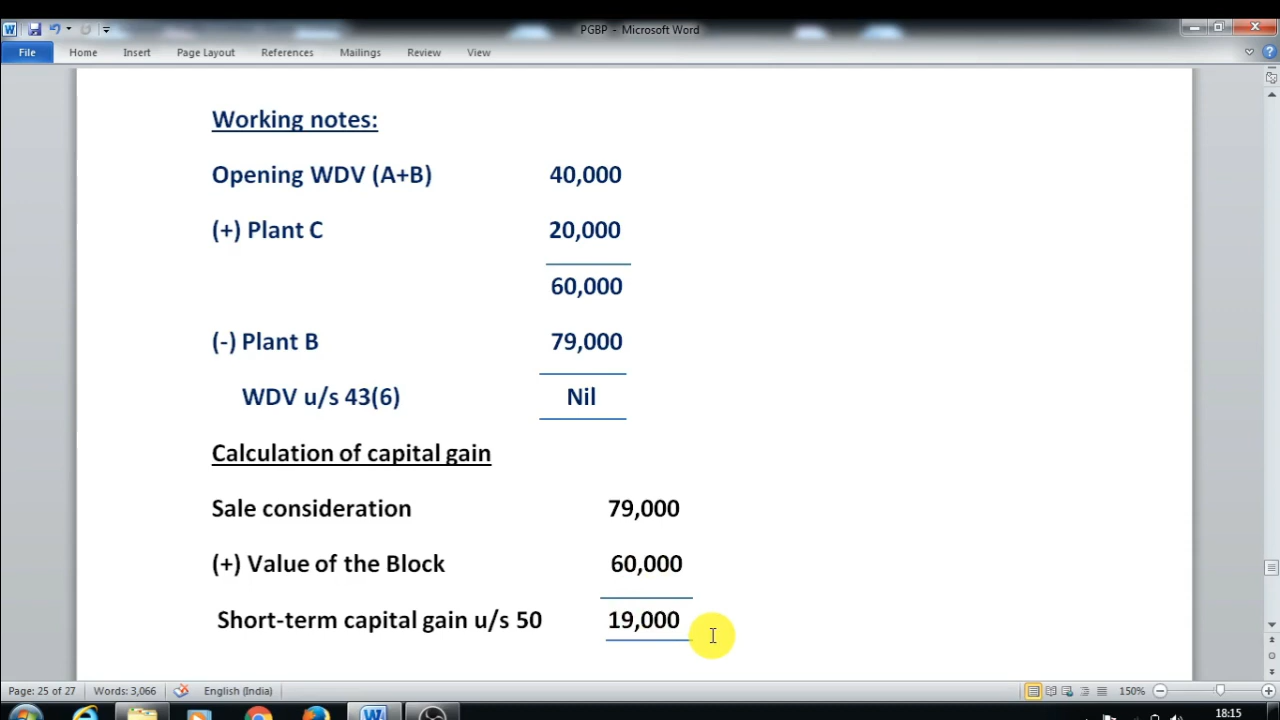 PGBP - Microsoft Word
File Home Insert Page Layout References Mailings Review View
Working notes:
Opening WDV (A+B) 40,000
(+) Plant C 20,000
60,000
(-) Plant B 79,000
WDV u/s 43(6) Nil
Calculation of capital gain
Sale consideration 79,000
(+) Value of the Block 60,000
Short-term capital gain u/s 50 19,000
Page: 25 of 27 Words: 3,066 English (India) 150%
18:15